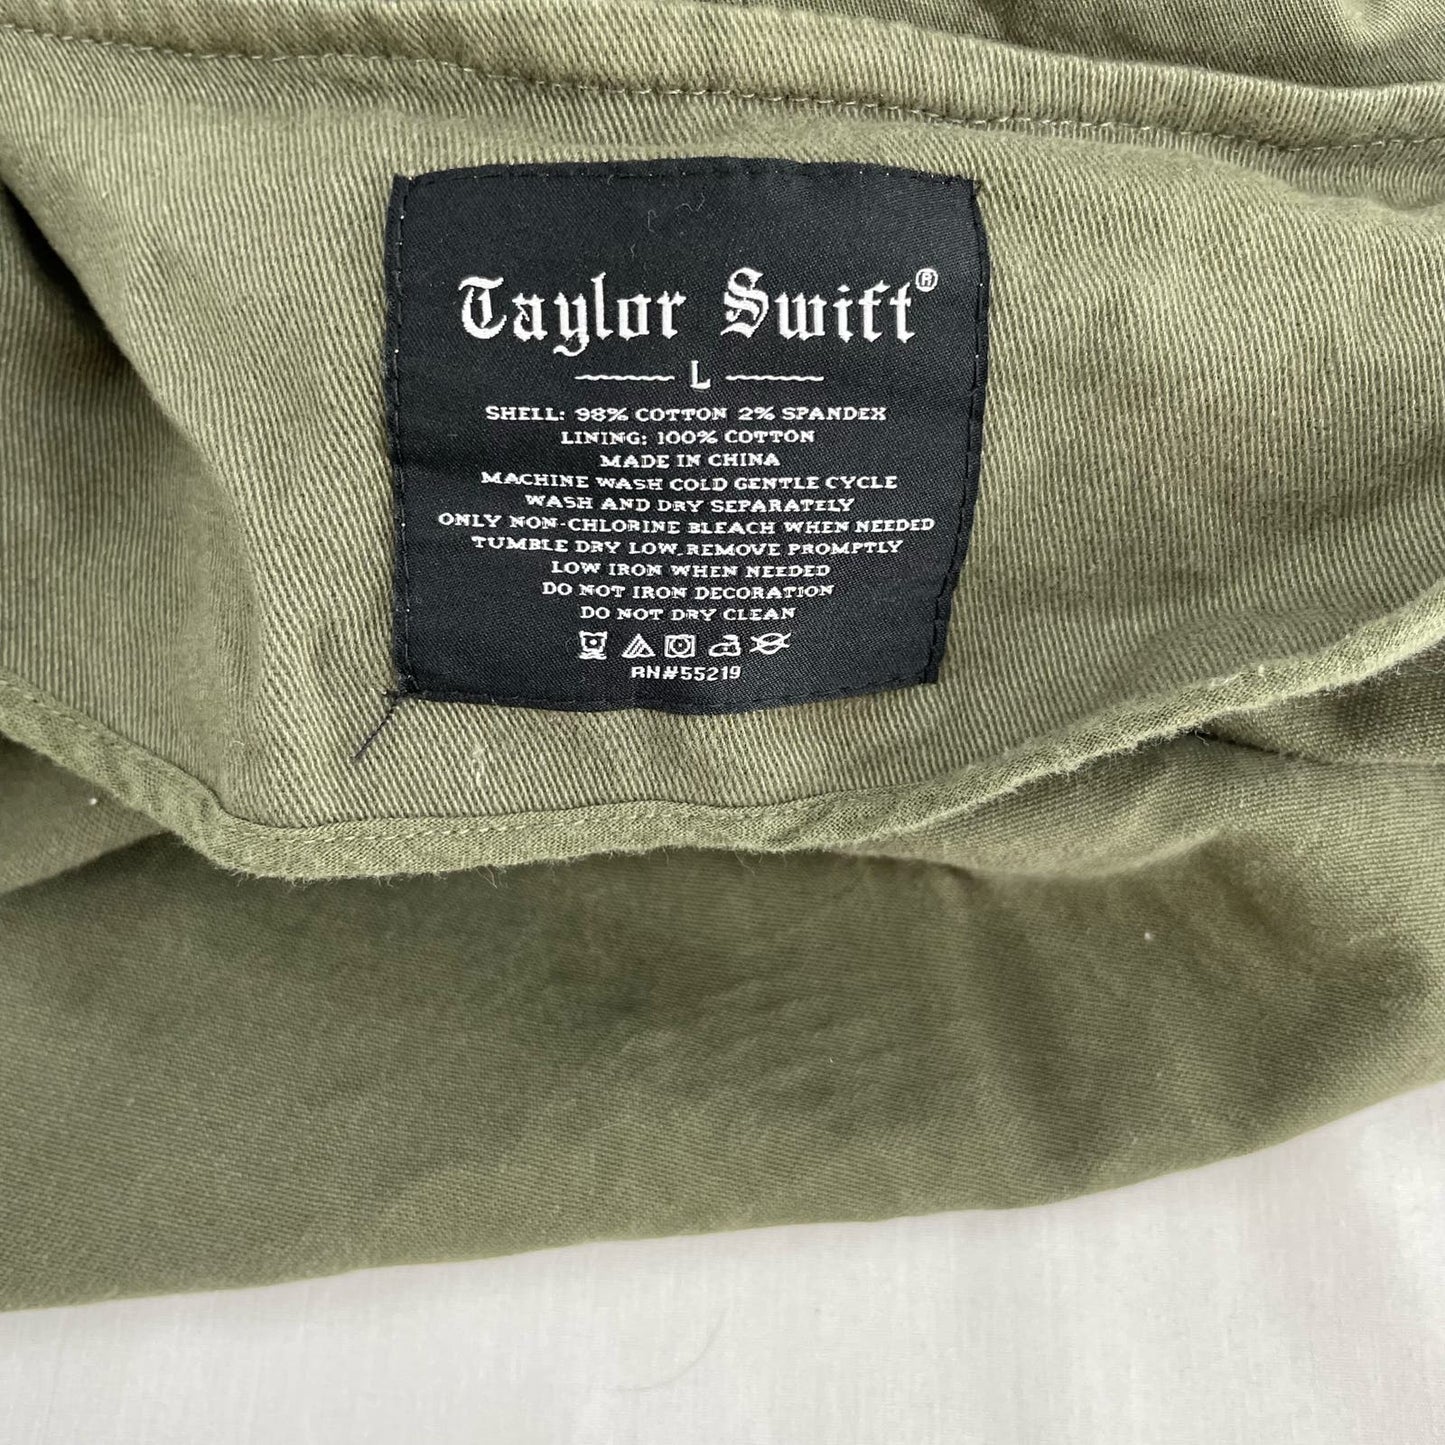 Taylor Swift®
L
SHELL: 98% COTTON 2% SPANDEX
LINING: 100% COTTON
MADE IN CHINA
MACHINE WASH COLD GENTLE CYCLE
WASH AND DRY SEPARATELY
ONLY NON-CHLORINE BLEACH WHEN NEEDED
TUMBLE DRY LOW, REMOVE PROMPTLY
LOW IRON WHEN NEEDED
DO NOT IRON DECORATION
DO NOT DRY CLEAN
RN#55219